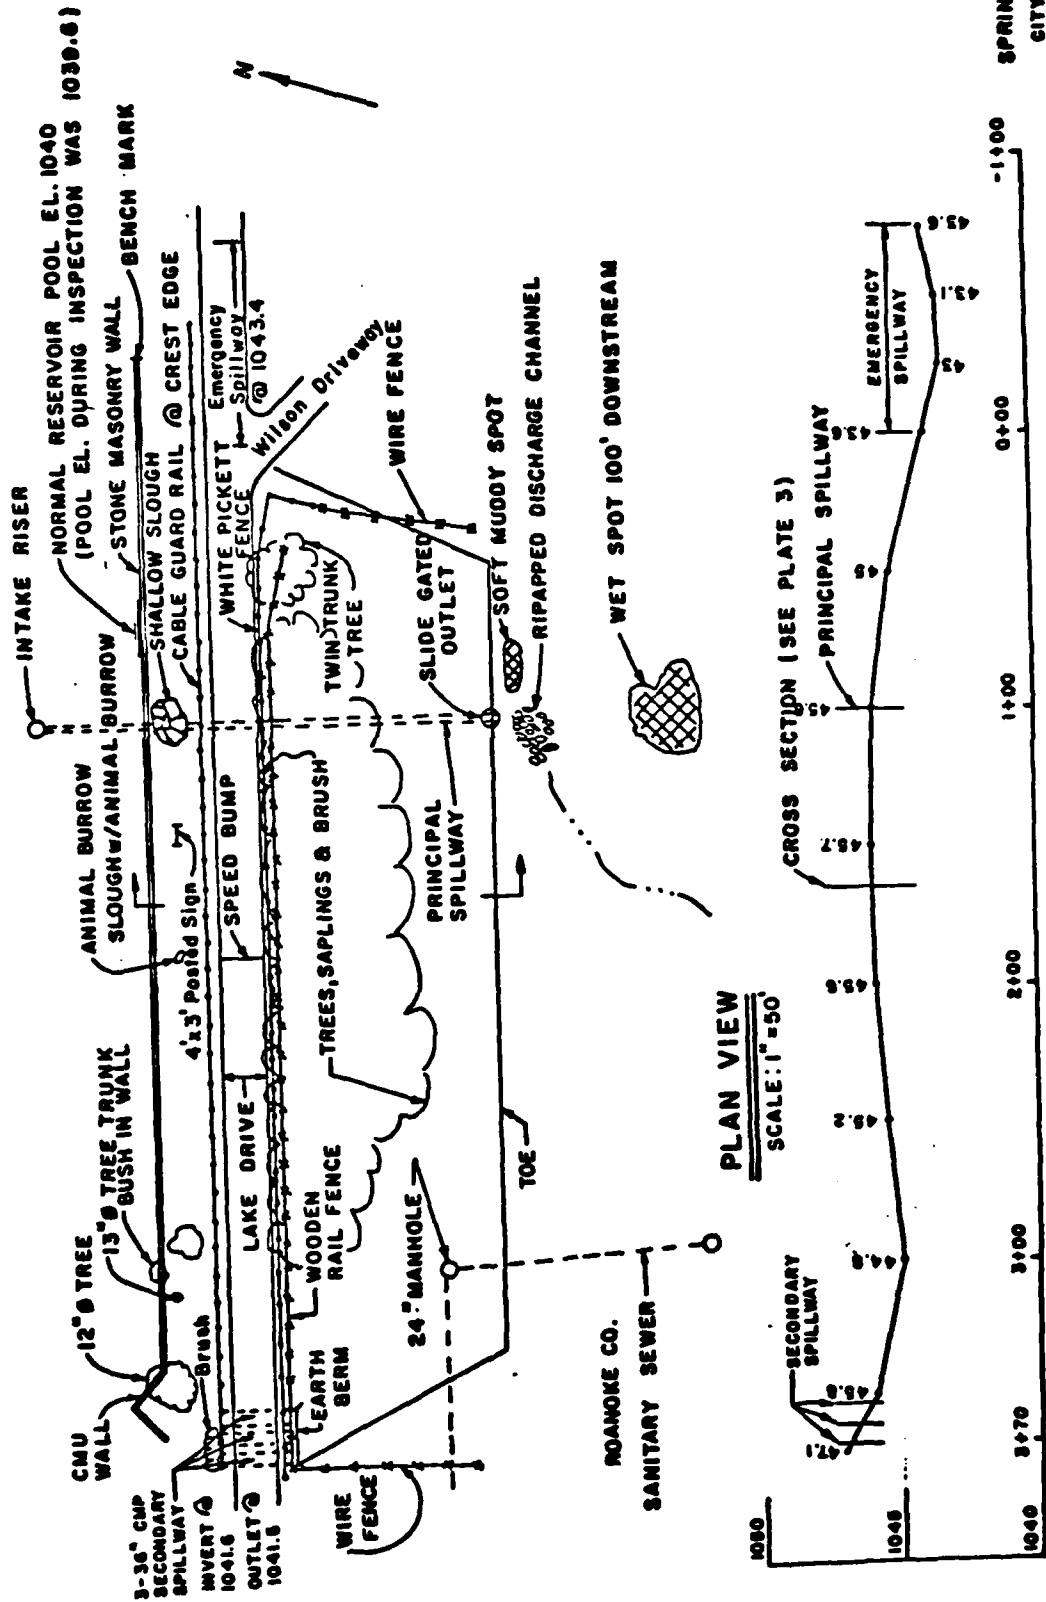 INTAKE RISER
NORMAL RESERVOIR POOL EL. 1040
(POOL EL. DURING INSPECTION WAS 1039.6)
STONE MASONRY WALL
BENCH MARK
N
ANIMAL BURROW
SLOUGH W/ANIMAL BURROW
SHALLOW SLOUGH
CABLE GUARD RAIL @ CREST EDGE
4'x3' Posted Sign
SPEED BUMP
WHITE PICKETT
FENCE
Emergency
Spillway
@ 1043.4
Wilson Driveway
CMU
WALL
12" Ø TREE
13" Ø TREE TRUNK
BUSH IN WALL
Brush
3-36" CMP
SECONDARY
SPILLWAY
INVERT @
1041.6
OUTLET @
1041.5
LAKE DRIVE
EARTH
BERM
WOODEN
RAIL FENCE
TREES, SAPLINGS & BRUSH
TWIN TRUNK
TREE
WIRE FENCE
WIRE
FENCE
24" MANHOLE
PRINCIPAL
SPILLWAY
SLIDE GATED
OUTLET
SOFT MUDDY SPOT
RIPAPPED DISCHARGE CHANNEL
TOE
WET SPOT 100' DOWNSTREAM
ROANOKE CO.
SANITARY SEWER
PLAN VIEW
SCALE: 1" = 50'
SECONDARY
SPILLWAY
CROSS SECTION (SEE PLATE 3)
PRINCIPAL SPILLWAY
EMERGENCY
SPILLWAY
1050
1045
1040
47.1
45.2
45.6
45.7
45
43.6
43
43.1
43.6
3+70
3+00
2+00
1+00
0+00
-1+00
SPRIN
CITY